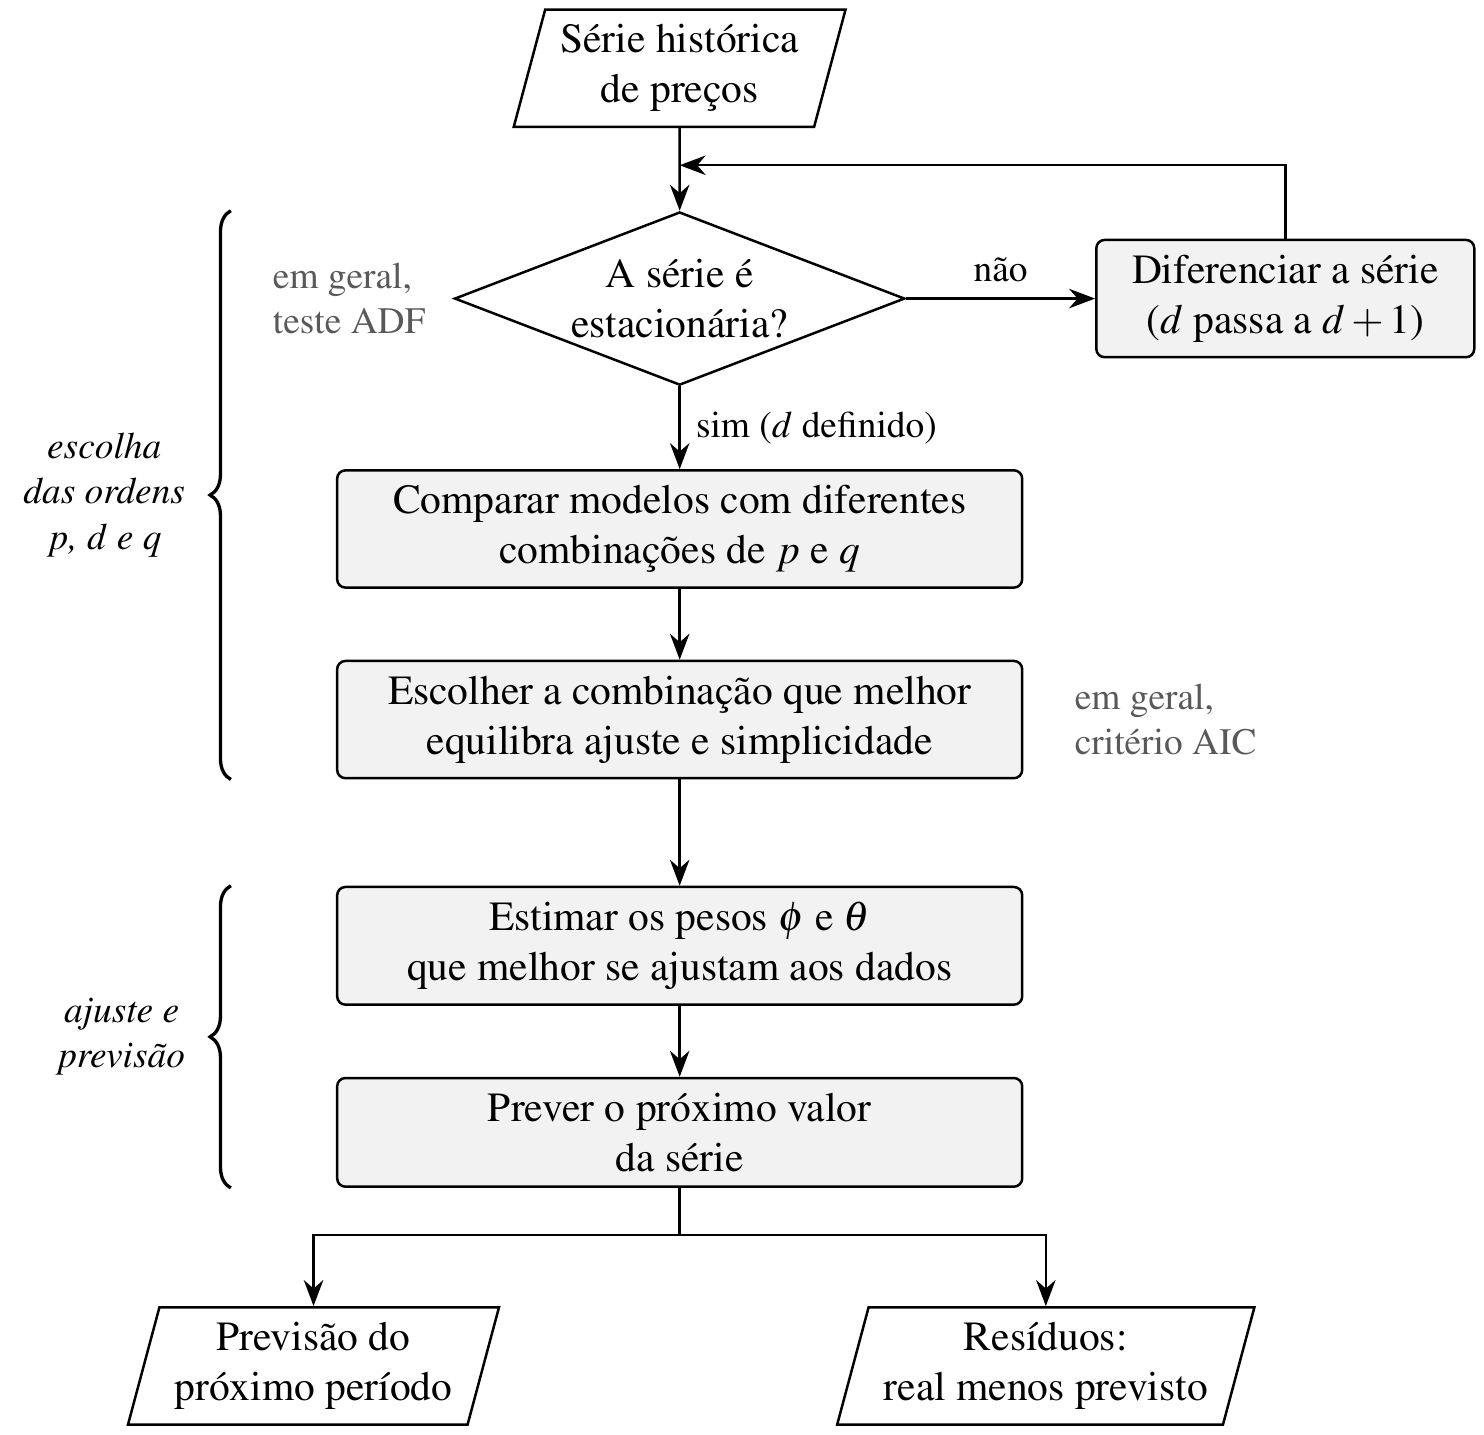 Série histórica
de preços
em geral,
teste ADF
A série é
estacionária?
não
Diferenciar a série
(d passa a d + 1)
sim (d definido)
escolha
das ordens
p, d e q
Comparar modelos com diferentes
combinações de p e q
Escolher a combinação que melhor
equilibra ajuste e simplicidade
em geral,
critério AIC
Estimar os pesos ϕ e θ
que melhor se ajustam aos dados
ajuste e
previsão
Prever o próximo valor
da série
Previsão do
próximo período
Resíduos:
real menos previsto